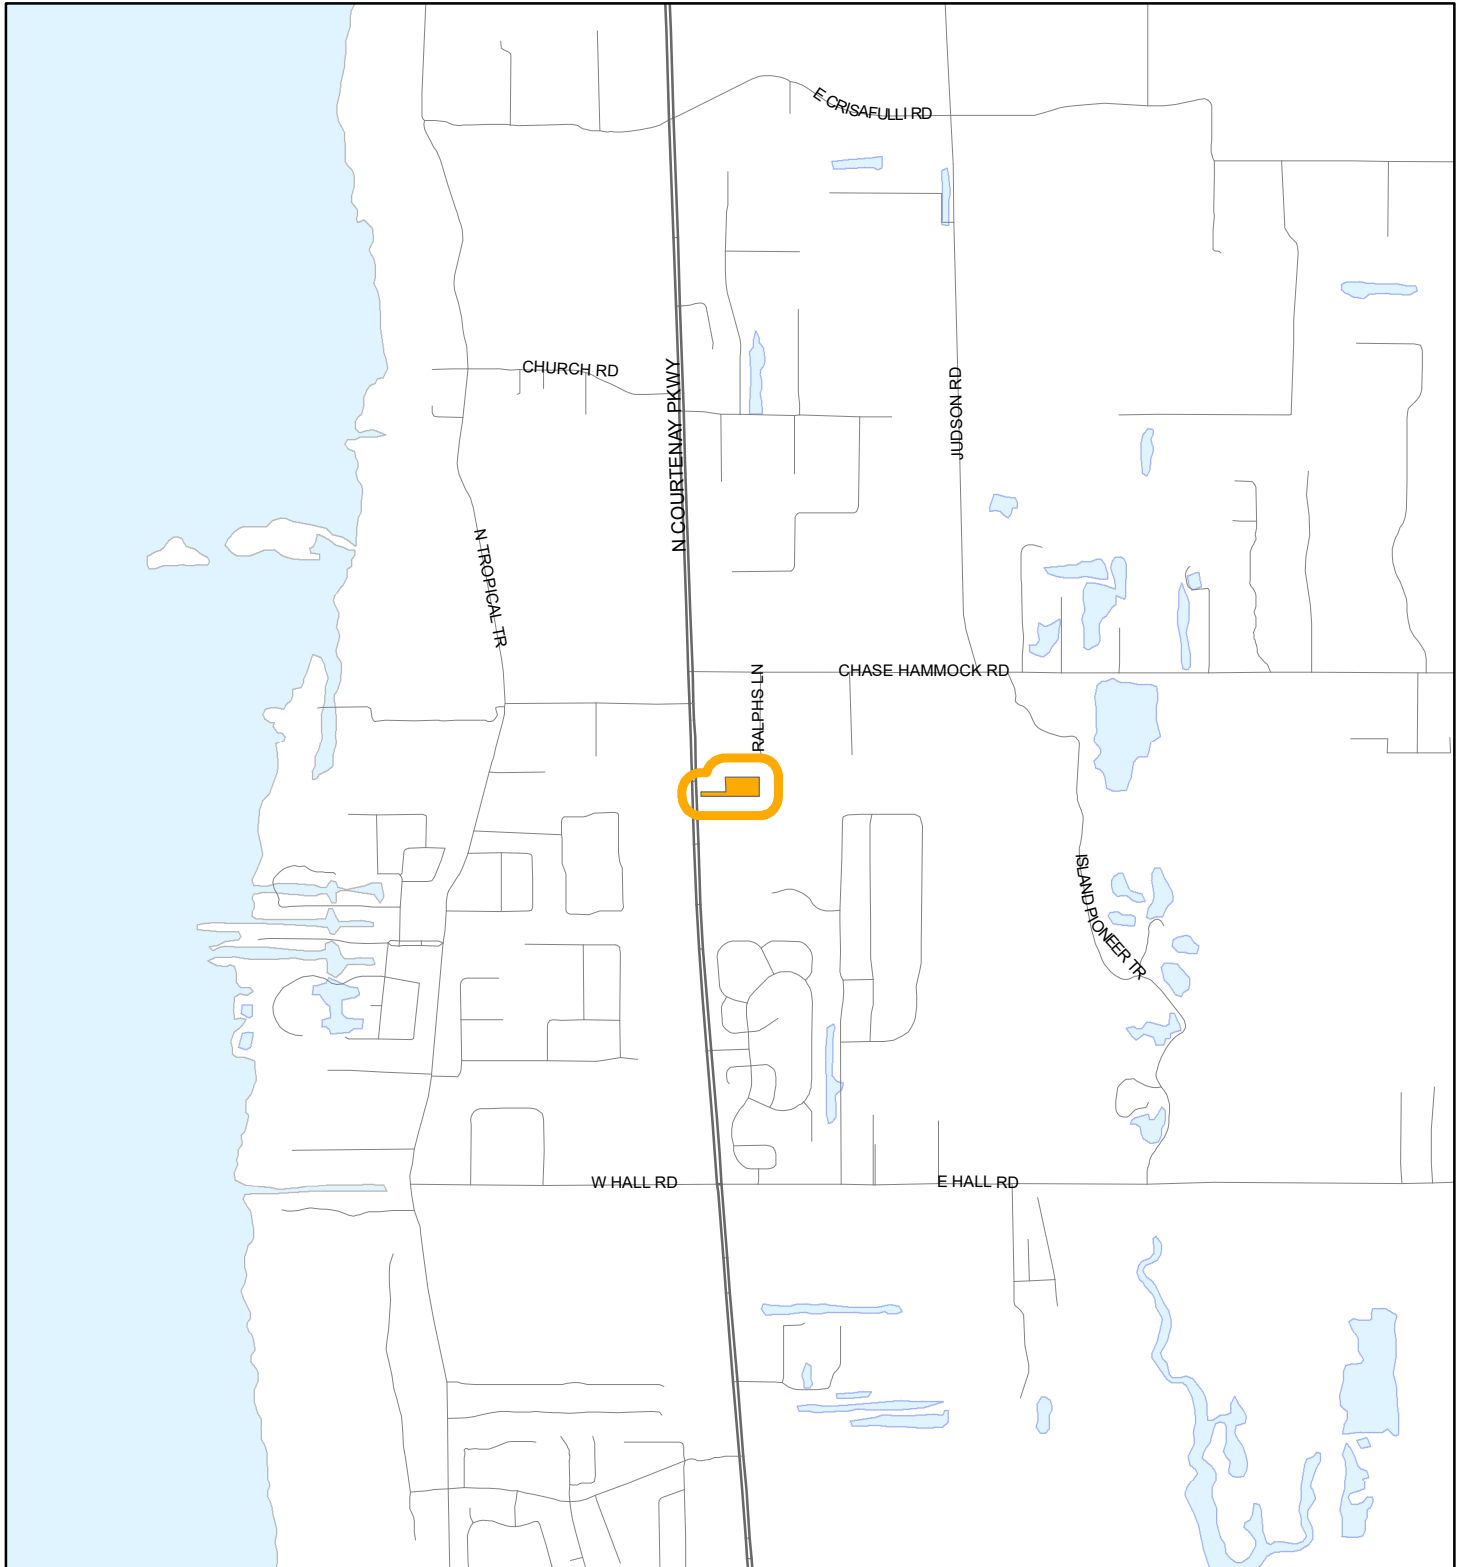 E CRISAFULLI RD
CHURCH RD
N COURTENAY PKWY
JUDSON RD
N TROPICAL TR
RALPHS LN
CHASE HAMMOCK RD
ISLAND PIONEER TR
W HALL RD
E HALL RD